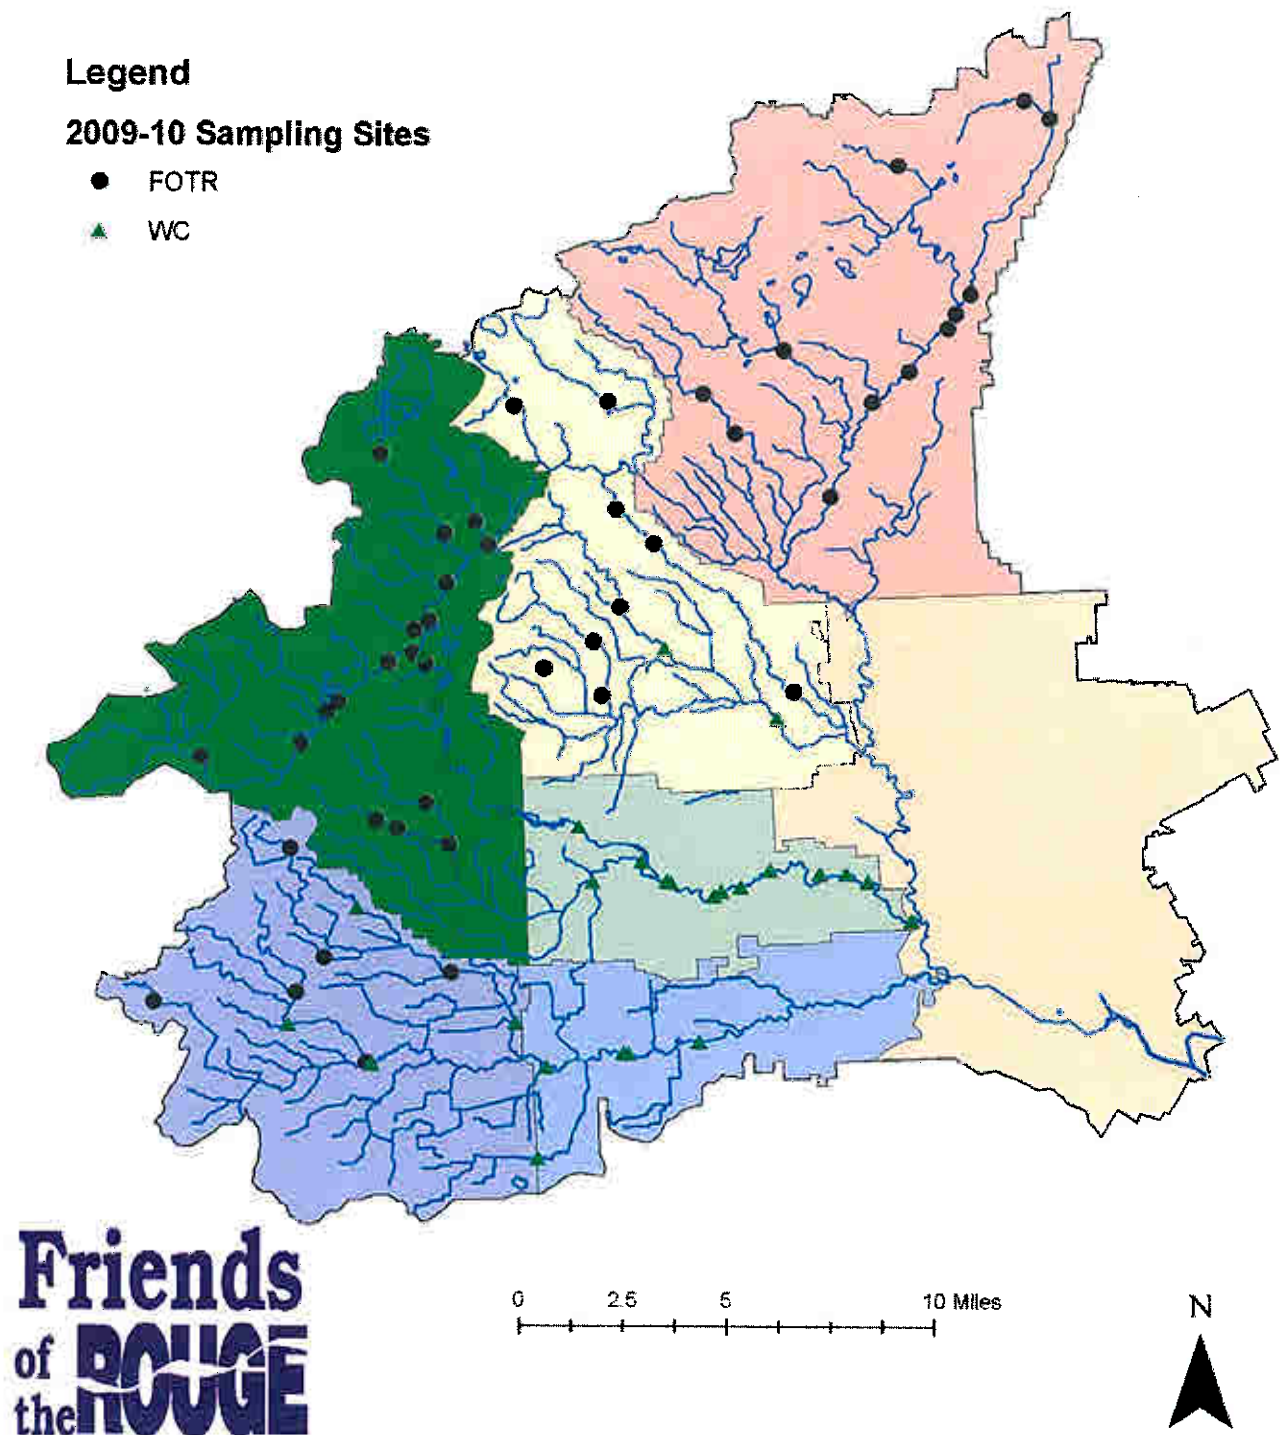 Legend
2009-10 Sampling Sites
FOTR
WC
0 2.5 5 10 Miles
N
Friends
of
the ROUGE